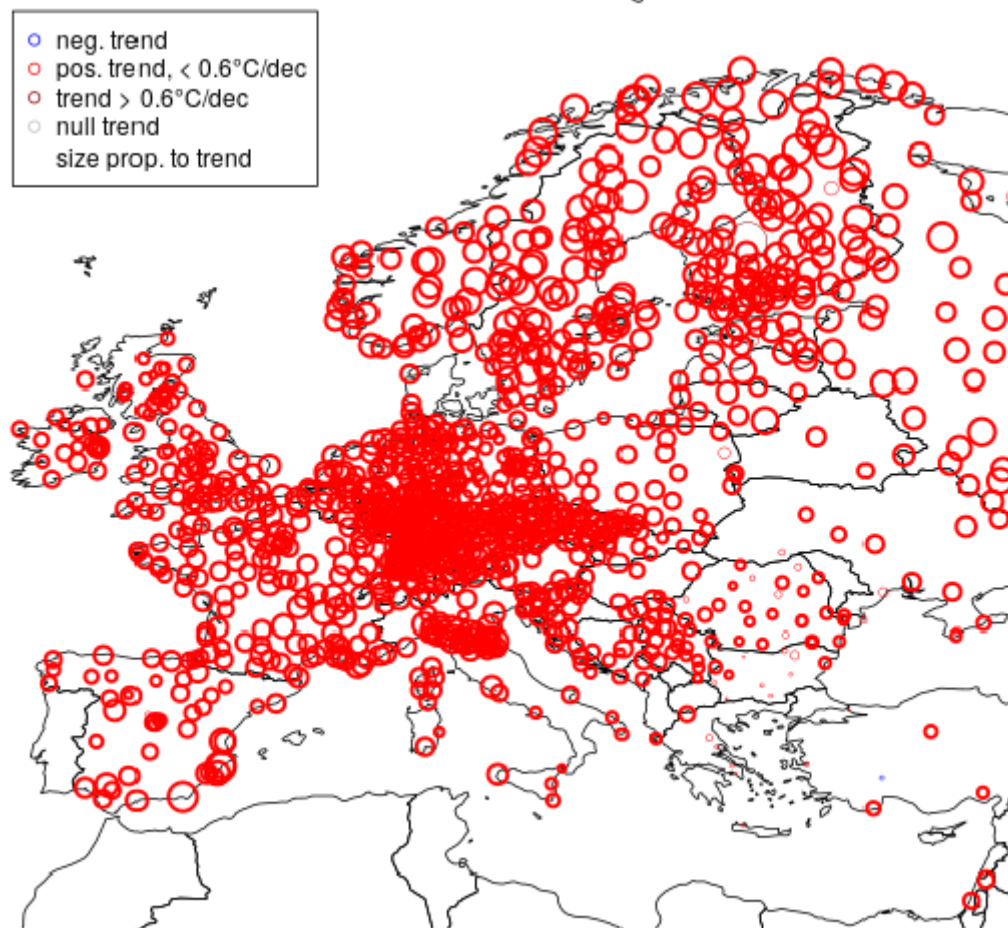 neg. trend
pos. trend, < 0.6°C/dec
trend > 0.6°C/dec
null trend
size prop. to trend